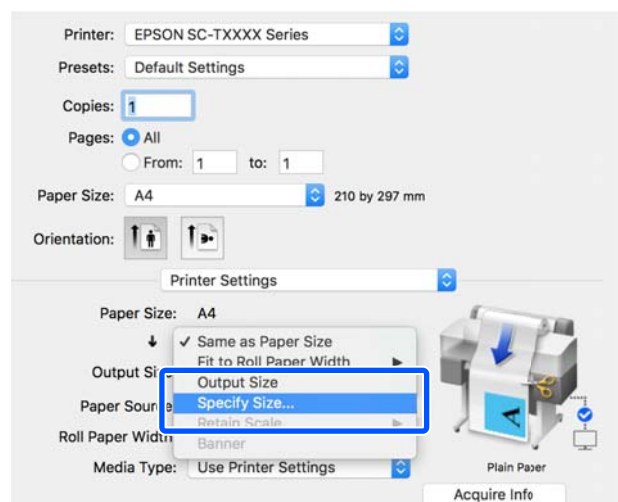 Printer: EPSON SC-TXXXX Series
Presets: Default Settings
Copies: 1
Pages: All
From: 1 to: 1
Paper Size: A4 210 by 297 mm
Orientation:
Printer Settings
Paper Size: A4
✓ Same as Paper Size
Fit to Roll Paper Width
Output Size
Specify Size...
Paper Source
Retain Scale
Roll Paper Width
Banner
Media Type: Use Printer Settings
Plain Paper
Acquire Info